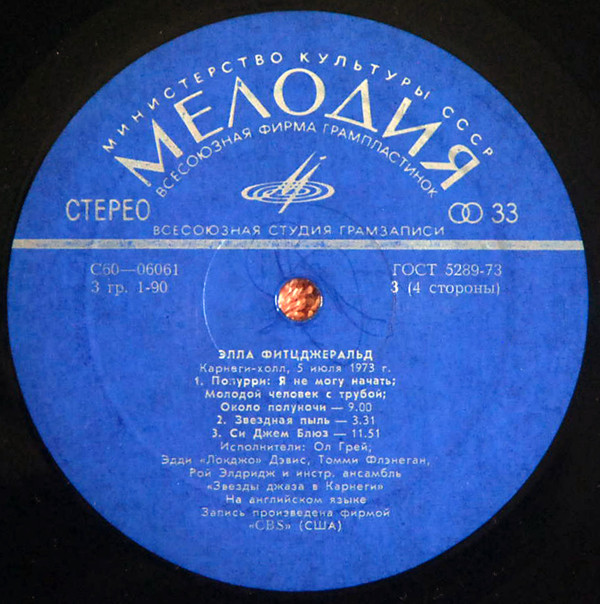 МИНИСТЕРСТВО КУЛЬТУРЫ СССР
МЕЛОДИЯ
ВСЕСОЮЗНАЯ ФИРМА ГРАМПЛАСТИНОК
СТЕРЕО
33
ВСЕСОЮЗНАЯ СТУДИЯ ГРАМЗАПИСИ
С60—06061
ГОСТ 5289-73
3 гр. 1-90
3 (4 стороны)
ЭЛЛА ФИТЦДЖЕРАЛЬД
Карнеги-холл, 5 июля 1973 г.
1. Попурри: Я не могу начать;
Молодой человек с трубой;
Около полуночи — 9.00
2. Звездная пыль — 3.31
3. Си Джем Блюз — 11.51
Исполнители: Ол Грей,
Эдди «Локджо» Дэвис, Томми Флэнеган,
Рой Элдридж и инстр. ансамбль
«Звезды джаза в Карнеги»
На английском языке
Запись произведена фирмой
«CBS» (США)